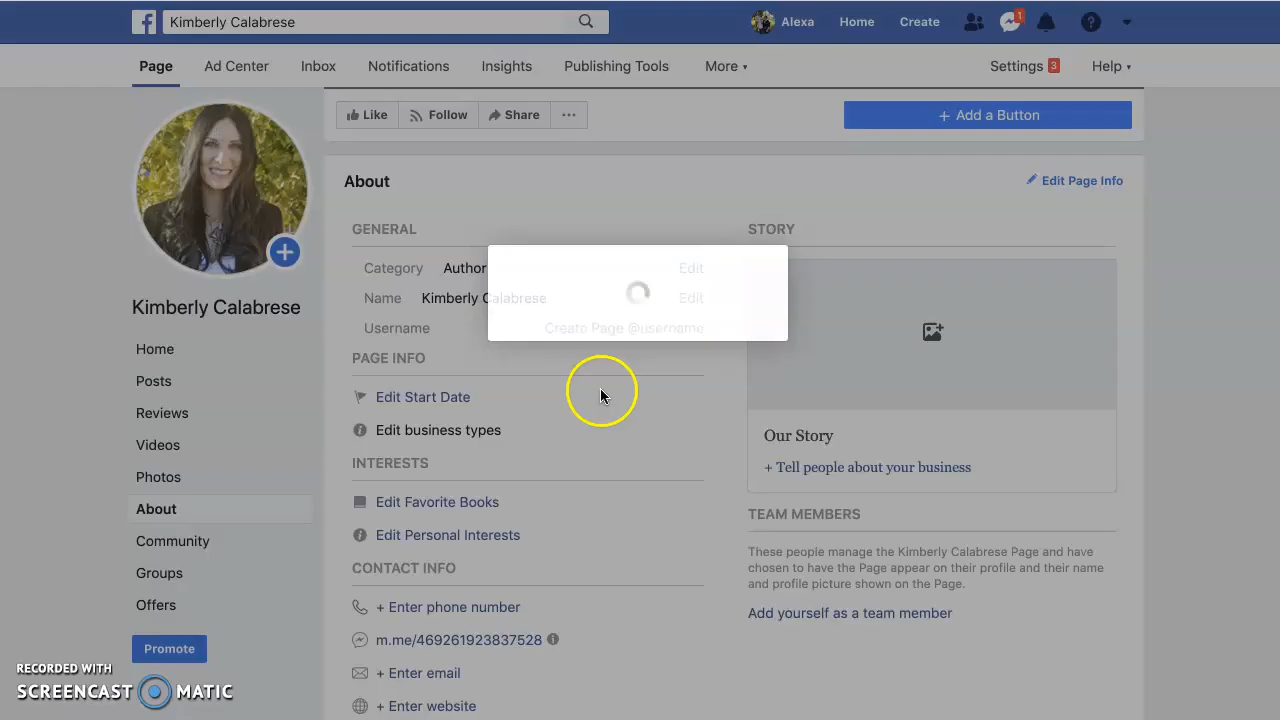 Kimberly Calabrese
Alexa
Home
Create
1
Page
Ad Center
Inbox
Notifications
Insights
Publishing Tools
More
Settings 3
Help
Like
Follow
Share
+ Add a Button
Kimberly Calabrese
Home
Posts
Reviews
Videos
Photos
About
Community
Groups
Offers
Promote
About
Edit Page Info
GENERAL
Category Author Edit
Name Kimberly Calabrese Edit
Username Create Page @username
PAGE INFO
Edit Start Date
Edit business types
INTERESTS
Edit Favorite Books
Edit Personal Interests
CONTACT INFO
+ Enter phone number
m.me/469261923837528
+ Enter email
+ Enter website
STORY
Our Story
+ Tell people about your business
TEAM MEMBERS
These people manage the Kimberly Calabrese Page and have
chosen to have the Page appear on their profile and their name
and profile picture shown on the Page.
Add yourself as a team member
RECORDED WITH
SCREENCAST MATIC